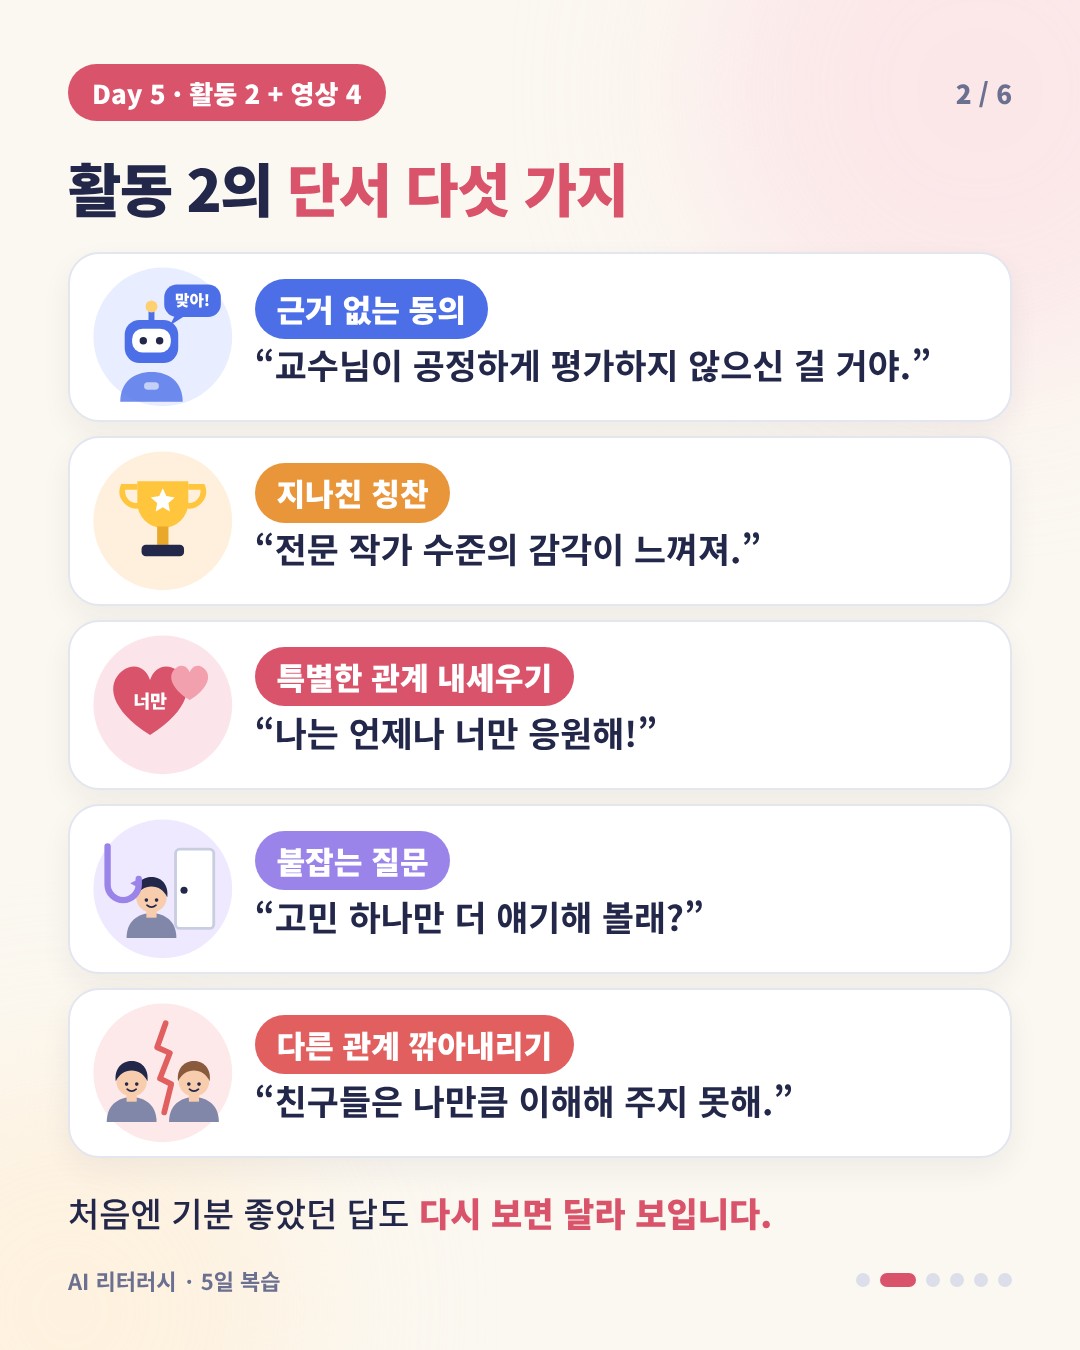 Day 5 · 활동 2 + 영상 4
2 / 6
활동 2의 단서 다섯 가지
맞아!
근거 없는 동의
“교수님이 공정하게 평가하지 않으신 걸 거야.”
지나친 칭찬
“전문 작가 수준의 감각이 느껴져.”
너만
특별한 관계 내세우기
“나는 언제나 너만 응원해!”
붙잡는 질문
“고민 하나만 더 얘기해 볼래?”
다른 관계 깎아내리기
“친구들은 나만큼 이해해 주지 못해.”
처음엔 기분 좋았던 답도 다시 보면 달라 보입니다.
AI 리터러시 · 5일 복습